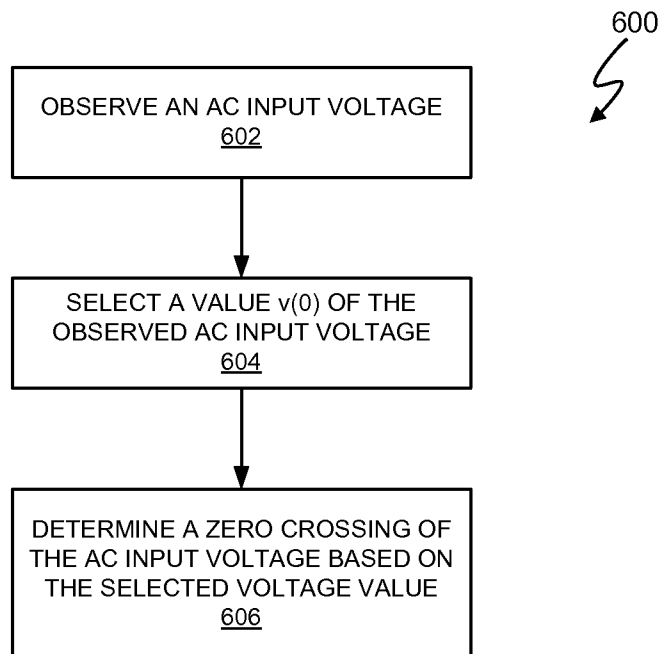 600
OBSERVE AN AC INPUT VOLTAGE
602
SELECT A VALUE v(0) OF THE
OBSERVED AC INPUT VOLTAGE
604
DETERMINE A ZERO CROSSING OF
THE AC INPUT VOLTAGE BASED ON
THE SELECTED VOLTAGE VALUE
606